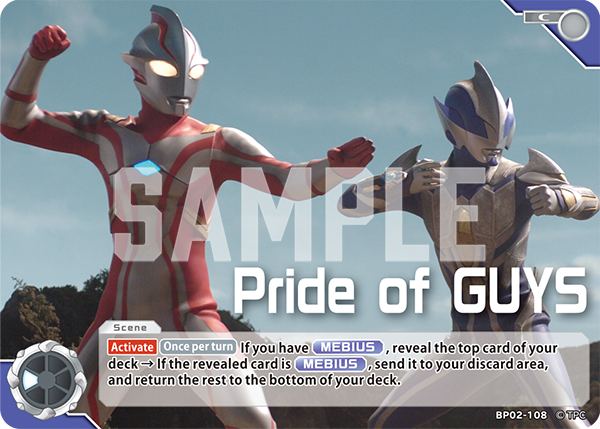 C
SAMPLE
Pride of GUYS
Scene
Activate Once per turn If you have MEBIUS , reveal the top card of your
deck → If the revealed card is MEBIUS , send it to your discard area,
and return the rest to the bottom of your deck.
BP02-108 ©TPC